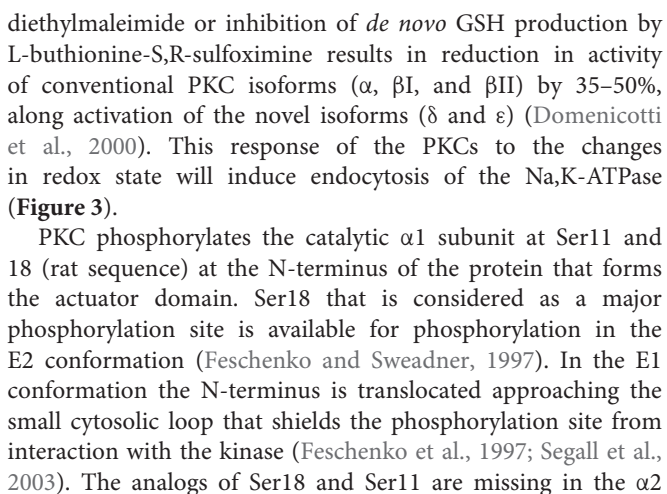 diethylmaleimide or inhibition of de novo GSH production by
L-buthionine-S,R-sulfoximine results in reduction in activity
of conventional PKC isoforms (α, βI, and βII) by 35–50%,
along activation of the novel isoforms (δ and ε) (Domenicotti
et al., 2000). This response of the PKCs to the changes
in redox state will induce endocytosis of the Na,K-ATPase
(Figure 3).
PKC phosphorylates the catalytic α1 subunit at Ser11 and
18 (rat sequence) at the N-terminus of the protein that forms
the actuator domain. Ser18 that is considered as a major
phosphorylation site is available for phosphorylation in the
E2 conformation (Feschenko and Sweadner, 1997). In the E1
conformation the N-terminus is translocated approaching the
small cytosolic loop that shields the phosphorylation site from
interaction with the kinase (Feschenko et al., 1997; Segall et al.,
2003). The analogs of Ser18 and Ser11 are missing in the α2